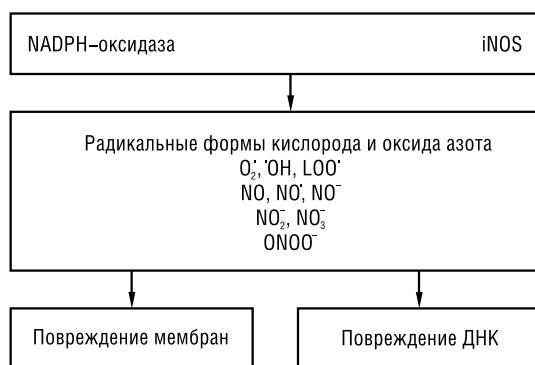 NADPH–оксидаза iNOS
Радикальные формы кислорода и оксида азота
O₂˙, ˙OH, LOO˙
NO, NO˙, NO⁻
NO₂⁻, NO₃⁻
ONOO⁻
Повреждение мембран
Повреждение ДНК